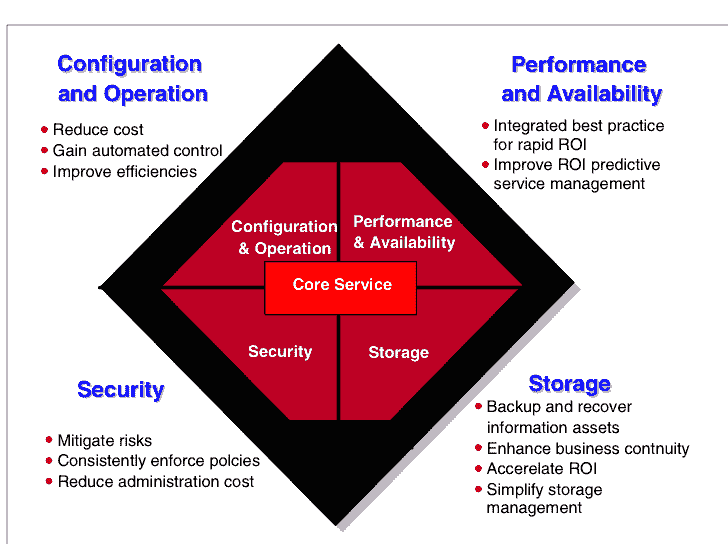 Configuration
and Operation
• Reduce cost
• Gain automated control
• Improve efficiencies
Performance
and Availability
• Integrated best practice
for rapid ROI
• Improve ROI predictive
service management
Configuration
& Operation
Performance
& Availability
Core Service
Security
Storage
Security
• Mitigate risks
• Consistently enforce polcies
• Reduce administration cost
Storage
• Backup and recover
information assets
• Enhance business contnuity
• Accerelate ROI
• Simplify storage
management